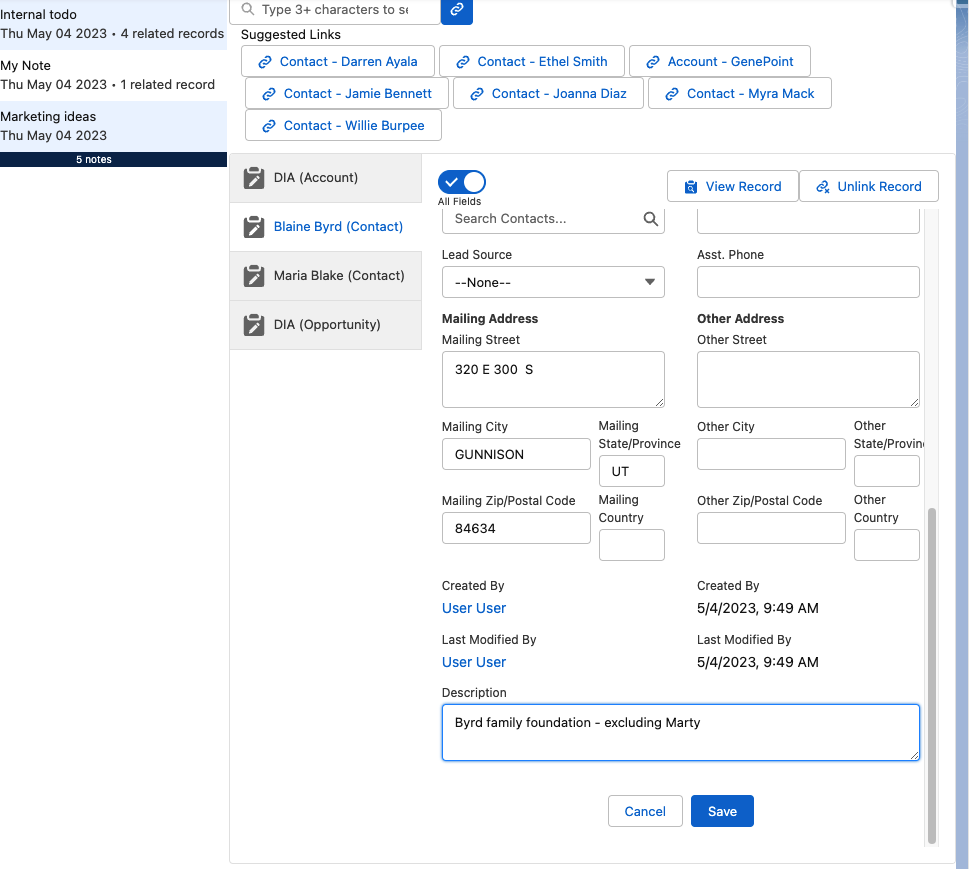 Internal todo
Thu May 04 2023 • 4 related records
My Note
Thu May 04 2023 • 1 related record
Marketing ideas
Thu May 04 2023
5 notes
Type 3+ characters to se
Suggested Links
Contact - Darren Ayala
Contact - Ethel Smith
Account - GenePoint
Contact - Jamie Bennett
Contact - Joanna Diaz
Contact - Myra Mack
Contact - Willie Burpee
DIA (Account)
Blaine Byrd (Contact)
Maria Blake (Contact)
DIA (Opportunity)
All Fields
View Record
Unlink Record
Search Contacts...
Lead Source
Asst. Phone
--None--
Mailing Address
Other Address
Mailing Street
Other Street
320 E 300  S
Mailing City
Mailing
State/Province
Other City
Other
State/Provin
GUNNISON
UT
Mailing Zip/Postal Code
Mailing
Country
Other Zip/Postal Code
Other
Country
84634
Created By
Created By
User User
5/4/2023, 9:49 AM
Last Modified By
Last Modified By
User User
5/4/2023, 9:49 AM
Description
Byrd family foundation - excluding Marty
Cancel
Save